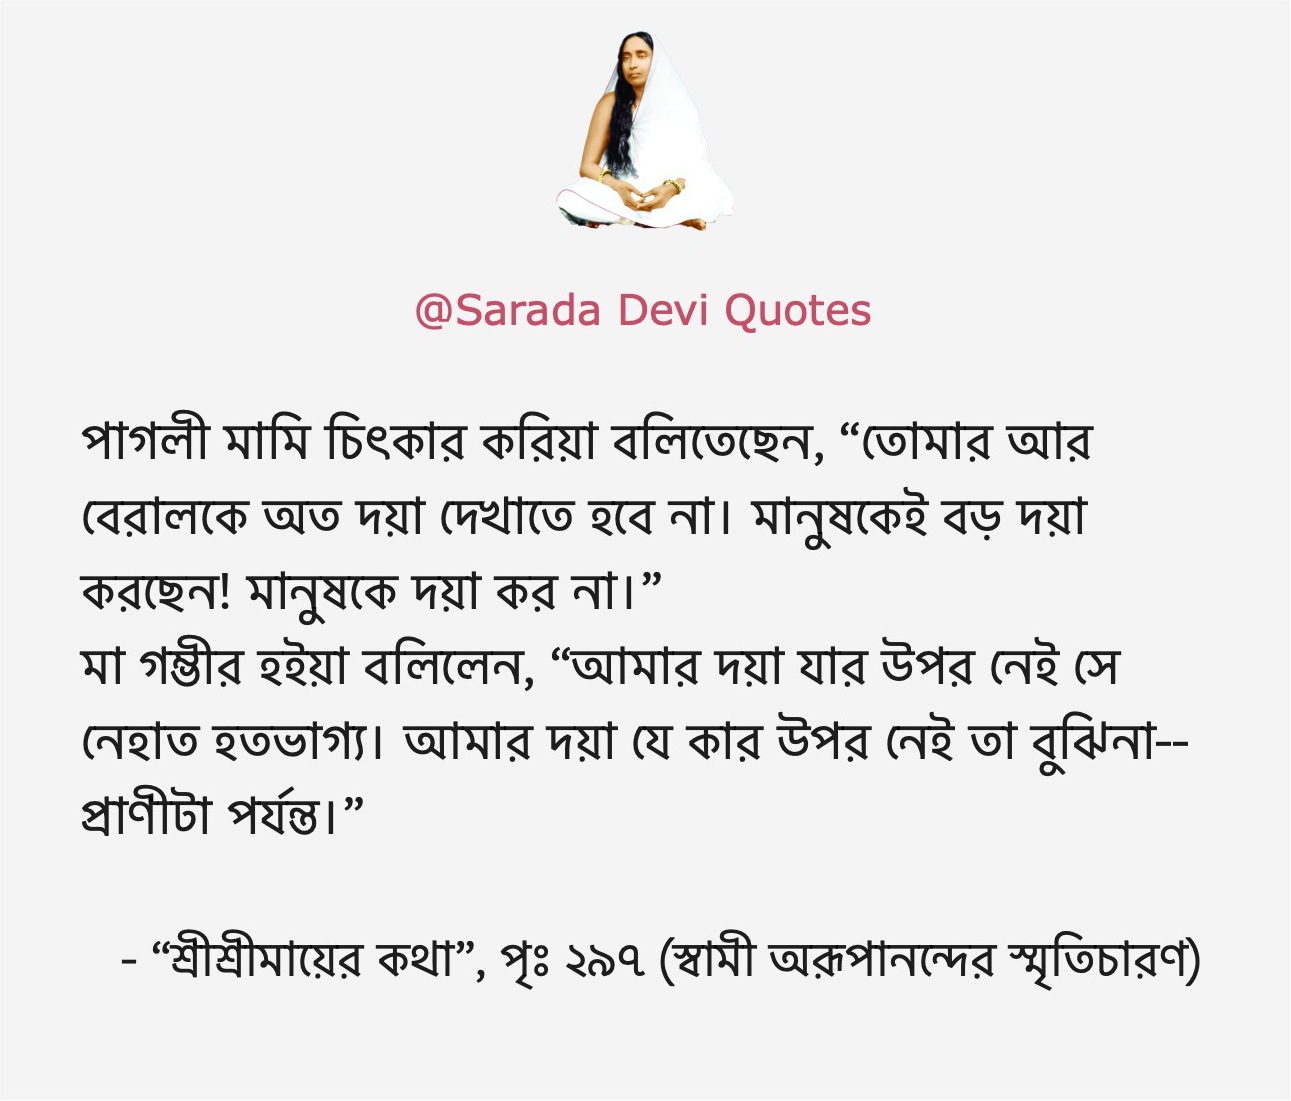 @Sarada Devi Quotes
পাগলী মামি চিৎকার করিয়া বলিতেছেন, “তোমার আর
বেরালকে অত দয়া দেখাতে হবে না। মানুষকেই বড় দয়া
করছেন! মানুষকে দয়া কর না।”
মা গম্ভীর হইয়া বলিলেন, “আমার দয়া যার উপর নেই সে
নেহাত হতভাগ্য। আমার দয়া যে কার উপর নেই তা বুঝিনা--
প্রাণীটা পর্যন্ত।”
- “শ্রীশ্রীমায়ের কথা”, পৃঃ ২৯৭ (স্বামী অরূপানন্দের স্মৃতিচারণ)